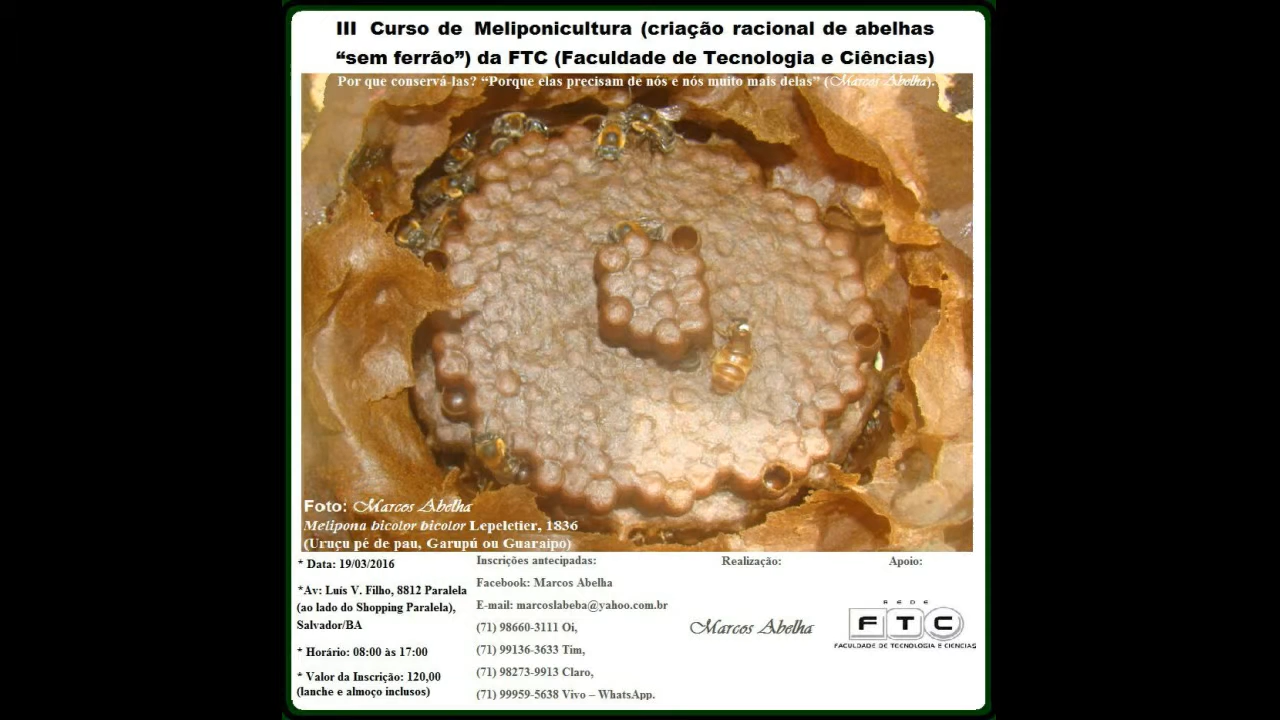 III Curso de Meliponicultura (criação racional de abelhas
“sem ferrão”) da FTC (Faculdade de Tecnologia e Ciências)
Por que conservá-las? “Porque elas precisam de nós e nós muito mais delas” (Marcos Abelha).
Foto: Marcos Abelha
Melipona bicolor bicolor Lepeletier, 1836
(Uruçu pé de pau, Garupú ou Guaraipo)
* Data: 19/03/2016
*Av: Luís V. Filho, 8812 Paralela
(ao lado do Shopping Paralela),
Salvador/BA
* Horário: 08:00 às 17:00
* Valor da Inscrição: 120,00
(lanche e almoço inclusos)
Inscrições antecipadas:
Facebook: Marcos Abelha
E-mail: marcoslabeba@yahoo.com.br
(71) 98660-3111 Oi,
(71) 99136-3633 Tim,
(71) 98273-9913 Claro,
(71) 99959-5638 Vivo – WhatsApp.
Realização:
Marcos Abelha
Apoio:
REDE
FTC
FACULDADE DE TECNOLOGIA E CIENCIAS